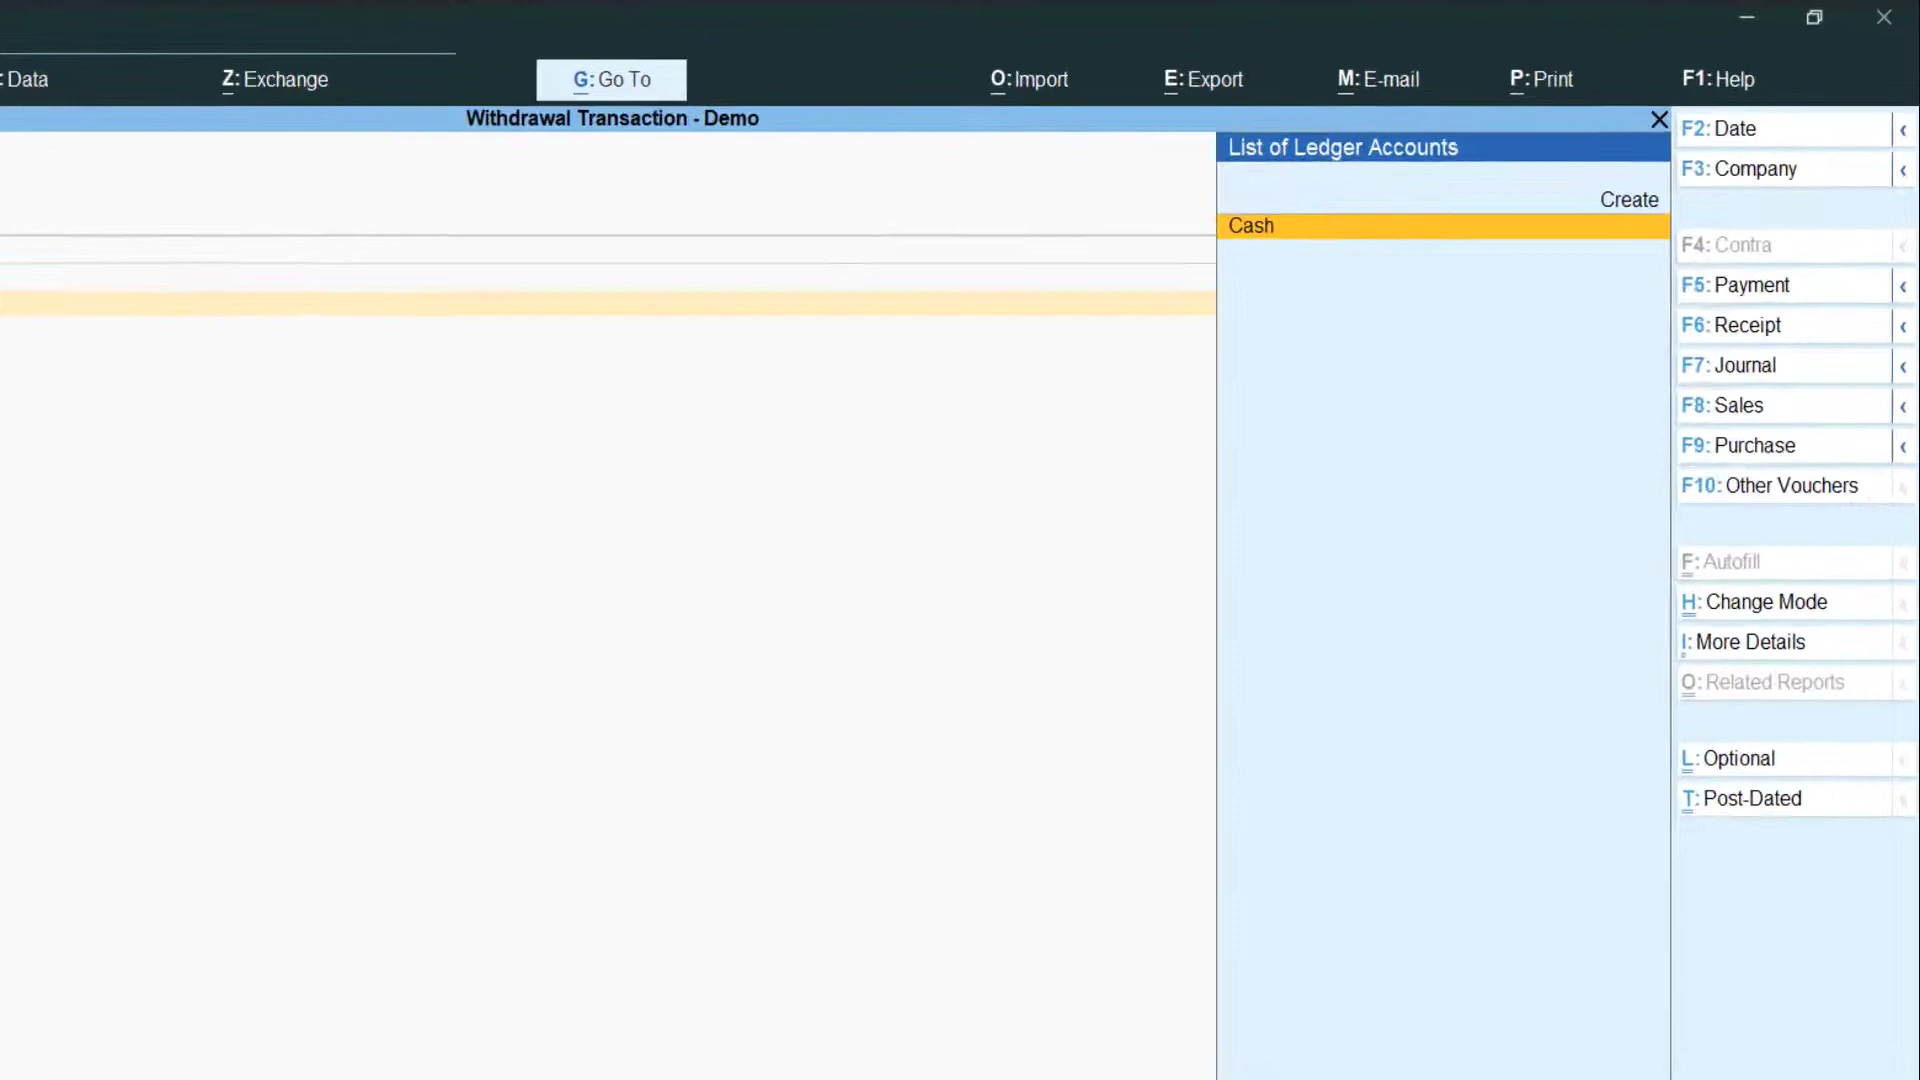 : Data
Z: Exchange
G: Go To
O: Import
E: Export
M: E-mail
P: Print
F1: Help
Withdrawal Transaction - Demo
List of Ledger Accounts
Create
Cash
F2: Date
F3: Company
F4: Contra
F5: Payment
F6: Receipt
F7: Journal
F8: Sales
F9: Purchase
F10: Other Vouchers
F: Autofill
H: Change Mode
I: More Details
O: Related Reports
L: Optional
T: Post-Dated